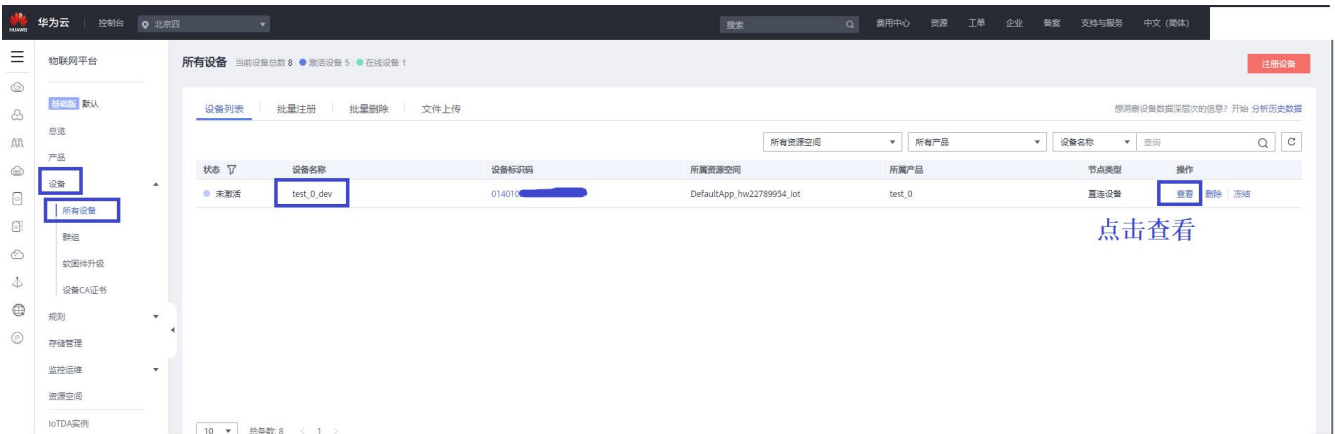 HUAWEI 华为云 控制台 北京四 搜索 费用中心 资源 工单 企业 备案 支持与服务 中文 (简体)
物联网平台
基础版 默认
总览
产品
设备
所有设备
群组
软固件升级
设备CA证书
规则
存储管理
监控运维
资源空间
IoTDA实例
所有设备 当前设备总数 8 激活设备 5 在线设备 1
注册设备
设备列表 批量注册 批量删除 文件上传
想洞察设备数据深层次的信息? 开始 分析历史数据
所有资源空间 所有产品 设备名称 查询
状态 设备名称 设备标识码 所属资源空间 所属产品 节点类型 操作
未激活 test_0_dev 014010 DefaultApp_hw22789954_iot test_0 直连设备 查看 删除 冻结
点击查看
10 总条数: 8 < 1 >